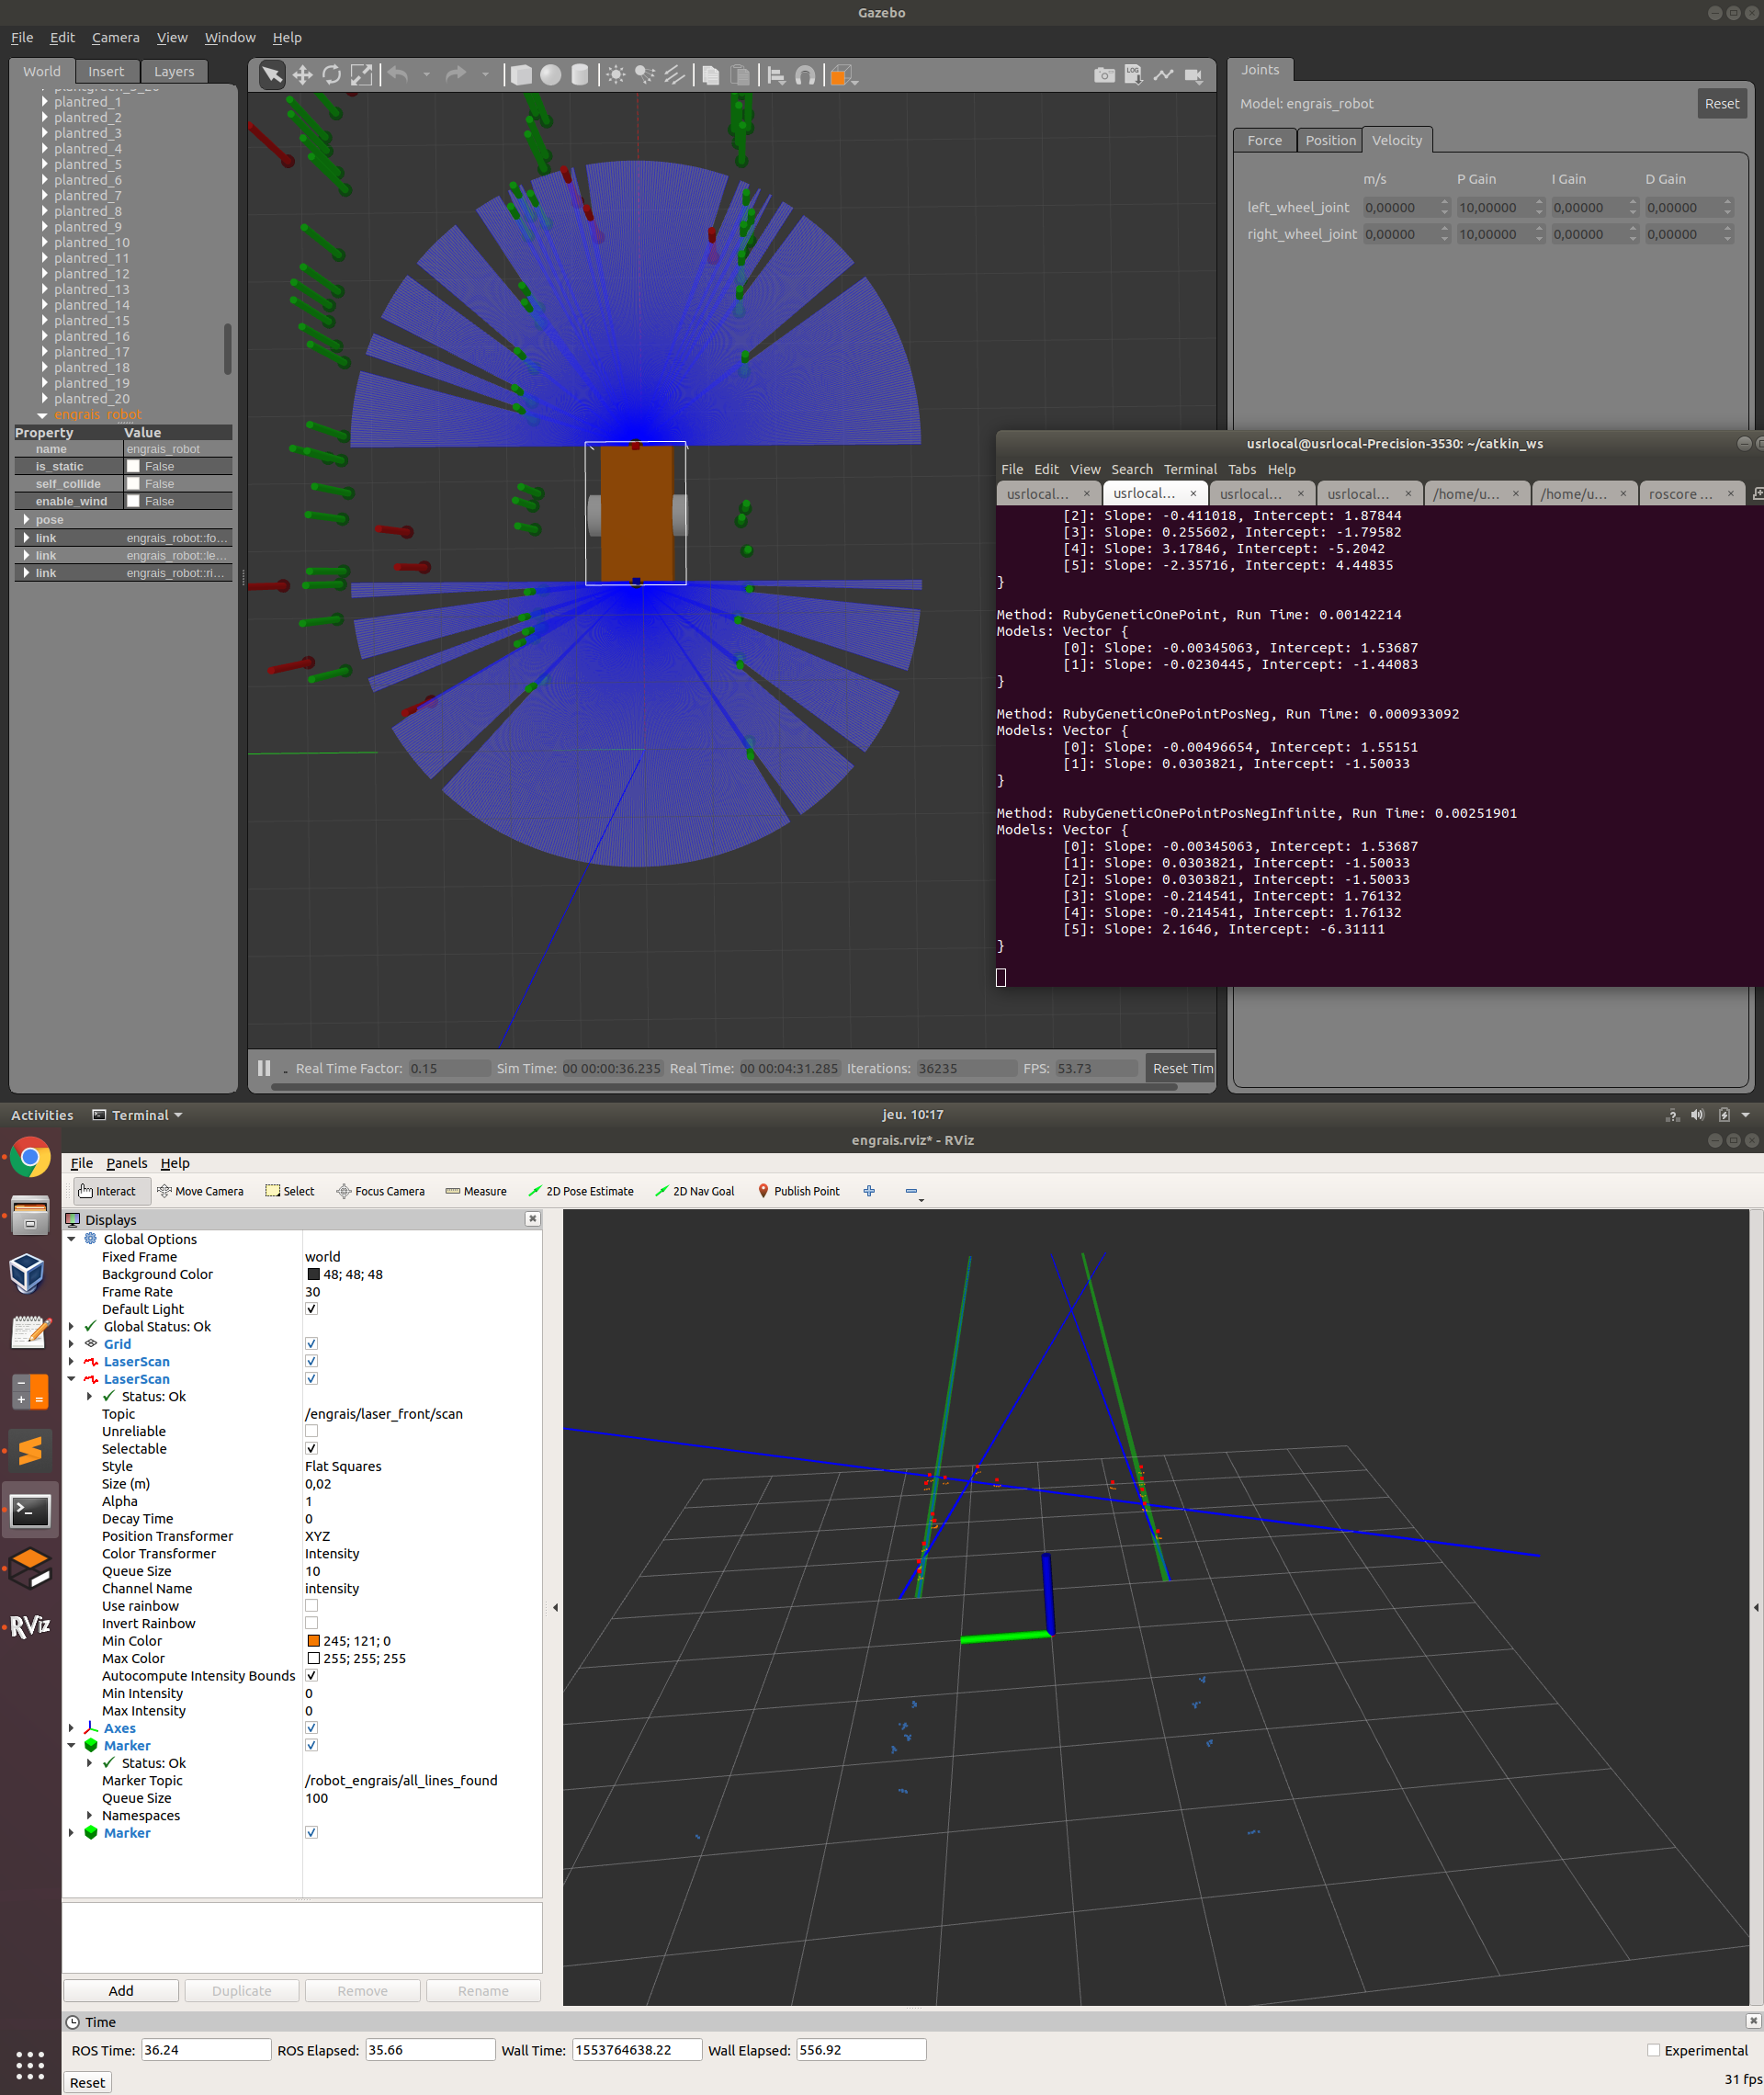 Gazebo
File Edit Camera View Window Help
World Insert Layers
plantred_1
plantred_2
plantred_3
plantred_4
plantred_5
plantred_6
plantred_7
plantred_8
plantred_9
plantred_10
plantred_11
plantred_12
plantred_13
plantred_14
plantred_15
plantred_16
plantred_17
plantred_18
plantred_19
plantred_20
engrais_robot
Property Value
name engrais_robot
is_static False
self_collide False
enable_wind False
pose
link engrais_robot::fo...
link engrais_robot::le...
link engrais_robot::ri...
LOG
Real Time Factor: 0.15 Sim Time: 00 00:00:36.235 Real Time: 00 00:04:31.285 Iterations: 36235 FPS: 53.73 Reset Tim
Joints
Model: engrais_robot Reset
Force Position Velocity
m/s P Gain I Gain D Gain
left_wheel_joint 0,00000 10,00000 0,00000 0,00000
right_wheel_joint 0,00000 10,00000 0,00000 0,00000
usrlocal@usrlocal-Precision-3530: ~/catkin_ws
File Edit View Search Terminal Tabs Help
usrlocal... × usrlocal... × usrlocal... × usrlocal... × /home/u... × /home/u... × roscore ... ×
[2]: Slope: -0.411018, Intercept: 1.87844
[3]: Slope: 0.255602, Intercept: -1.79582
[4]: Slope: 3.17846, Intercept: -5.2042
[5]: Slope: -2.35716, Intercept: 4.44835
}
Method: RubyGeneticOnePoint, Run Time: 0.00142214
Models: Vector {
[0]: Slope: -0.00345063, Intercept: 1.53687
[1]: Slope: -0.0230445, Intercept: -1.44083
}
Method: RubyGeneticOnePointPosNeg, Run Time: 0.000933092
Models: Vector {
[0]: Slope: -0.00496654, Intercept: 1.55151
[1]: Slope: 0.0303821, Intercept: -1.50033
}
Method: RubyGeneticOnePointPosNegInfinite, Run Time: 0.00251901
Models: Vector {
[0]: Slope: -0.00345063, Intercept: 1.53687
[1]: Slope: 0.0303821, Intercept: -1.50033
[2]: Slope: 0.0303821, Intercept: -1.50033
[3]: Slope: -0.214541, Intercept: 1.76132
[4]: Slope: -0.214541, Intercept: 1.76132
[5]: Slope: 2.1646, Intercept: -6.31111
}
Activities Terminal jeu. 10:17
engrais.rviz* - RViz
File Panels Help
Interact Move Camera Select Focus Camera Measure 2D Pose Estimate 2D Nav Goal Publish Point
Displays
Global Options
Fixed Frame world
Background Color 48; 48; 48
Frame Rate 30
Default Light
Global Status: Ok
Grid
LaserScan
LaserScan
Status: Ok
Topic /engrais/laser_front/scan
Unreliable
Selectable
Style Flat Squares
Size (m) 0,02
Alpha 1
Decay Time 0
Position Transformer XYZ
Color Transformer Intensity
Queue Size 10
Channel Name intensity
Use rainbow
Invert Rainbow
Min Color 245; 121; 0
Max Color 255; 255; 255
Autocompute Intensity Bounds
Min Intensity 0
Max Intensity 0
Axes
Marker
Status: Ok
Marker Topic /robot_engrais/all_lines_found
Queue Size 100
Namespaces
Marker
RViz
Add Duplicate Remove Rename
Time
ROS Time: 36.24 ROS Elapsed: 35.66 Wall Time: 1553764638.22 Wall Elapsed: 556.92 Experimental
Reset 31 fps